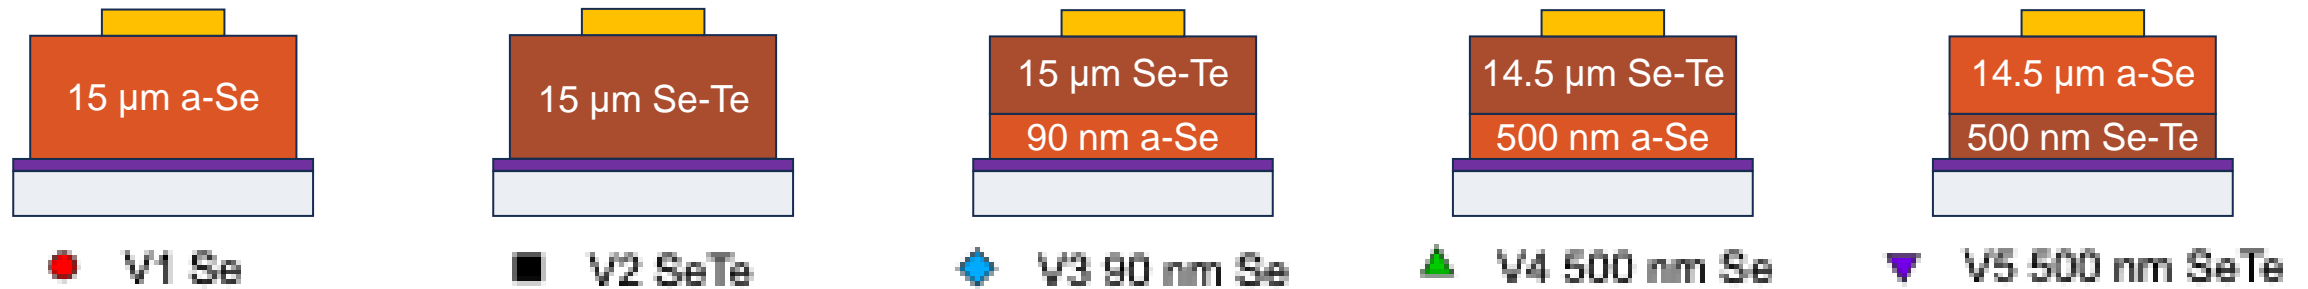 15 µm a-Se
15 µm Se-Te
15 µm Se-Te
90 nm a-Se
14.5 µm Se-Te
500 nm a-Se
14.5 µm a-Se
500 nm Se-Te
V1 Se
V2 SeTe
V3 90 nm Se
V4 500 nm Se
V5 500 nm SeTe